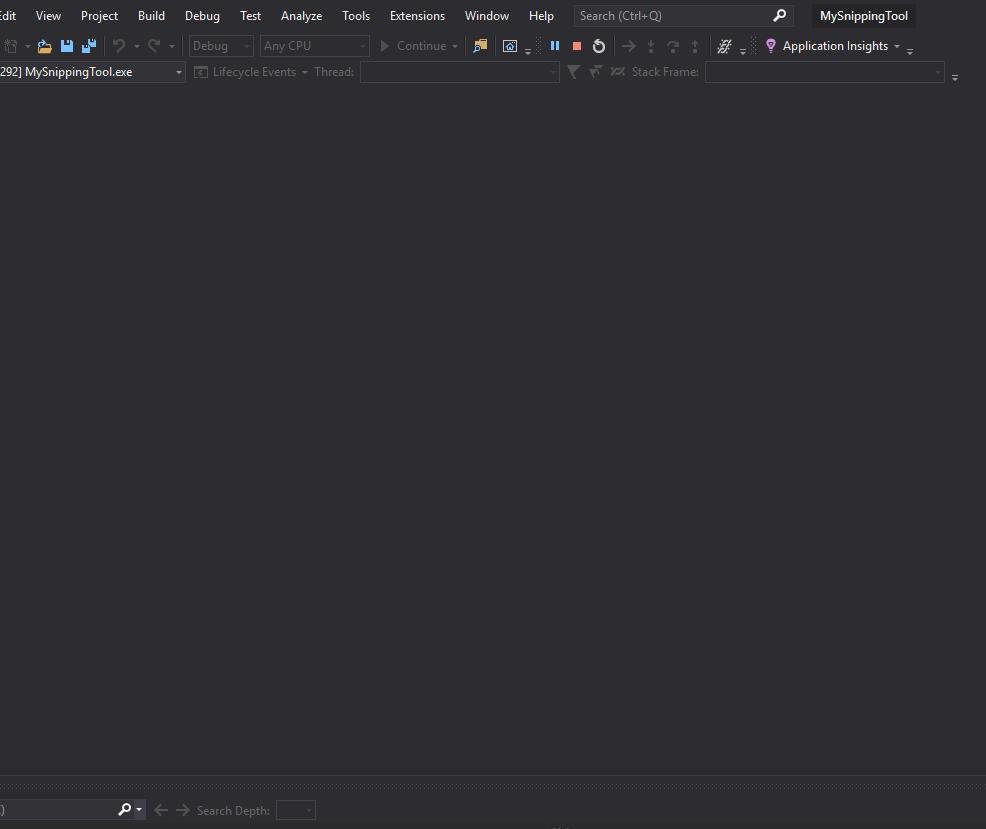 Edit View Project Build Debug Test Analyze Tools Extensions Window Help Search (Ctrl+Q) MySnippingTool
Debug Any CPU Continue Application Insights
292] MySnippingTool.exe Lifecycle Events Thread: Stack Frame:
) Search Depth: